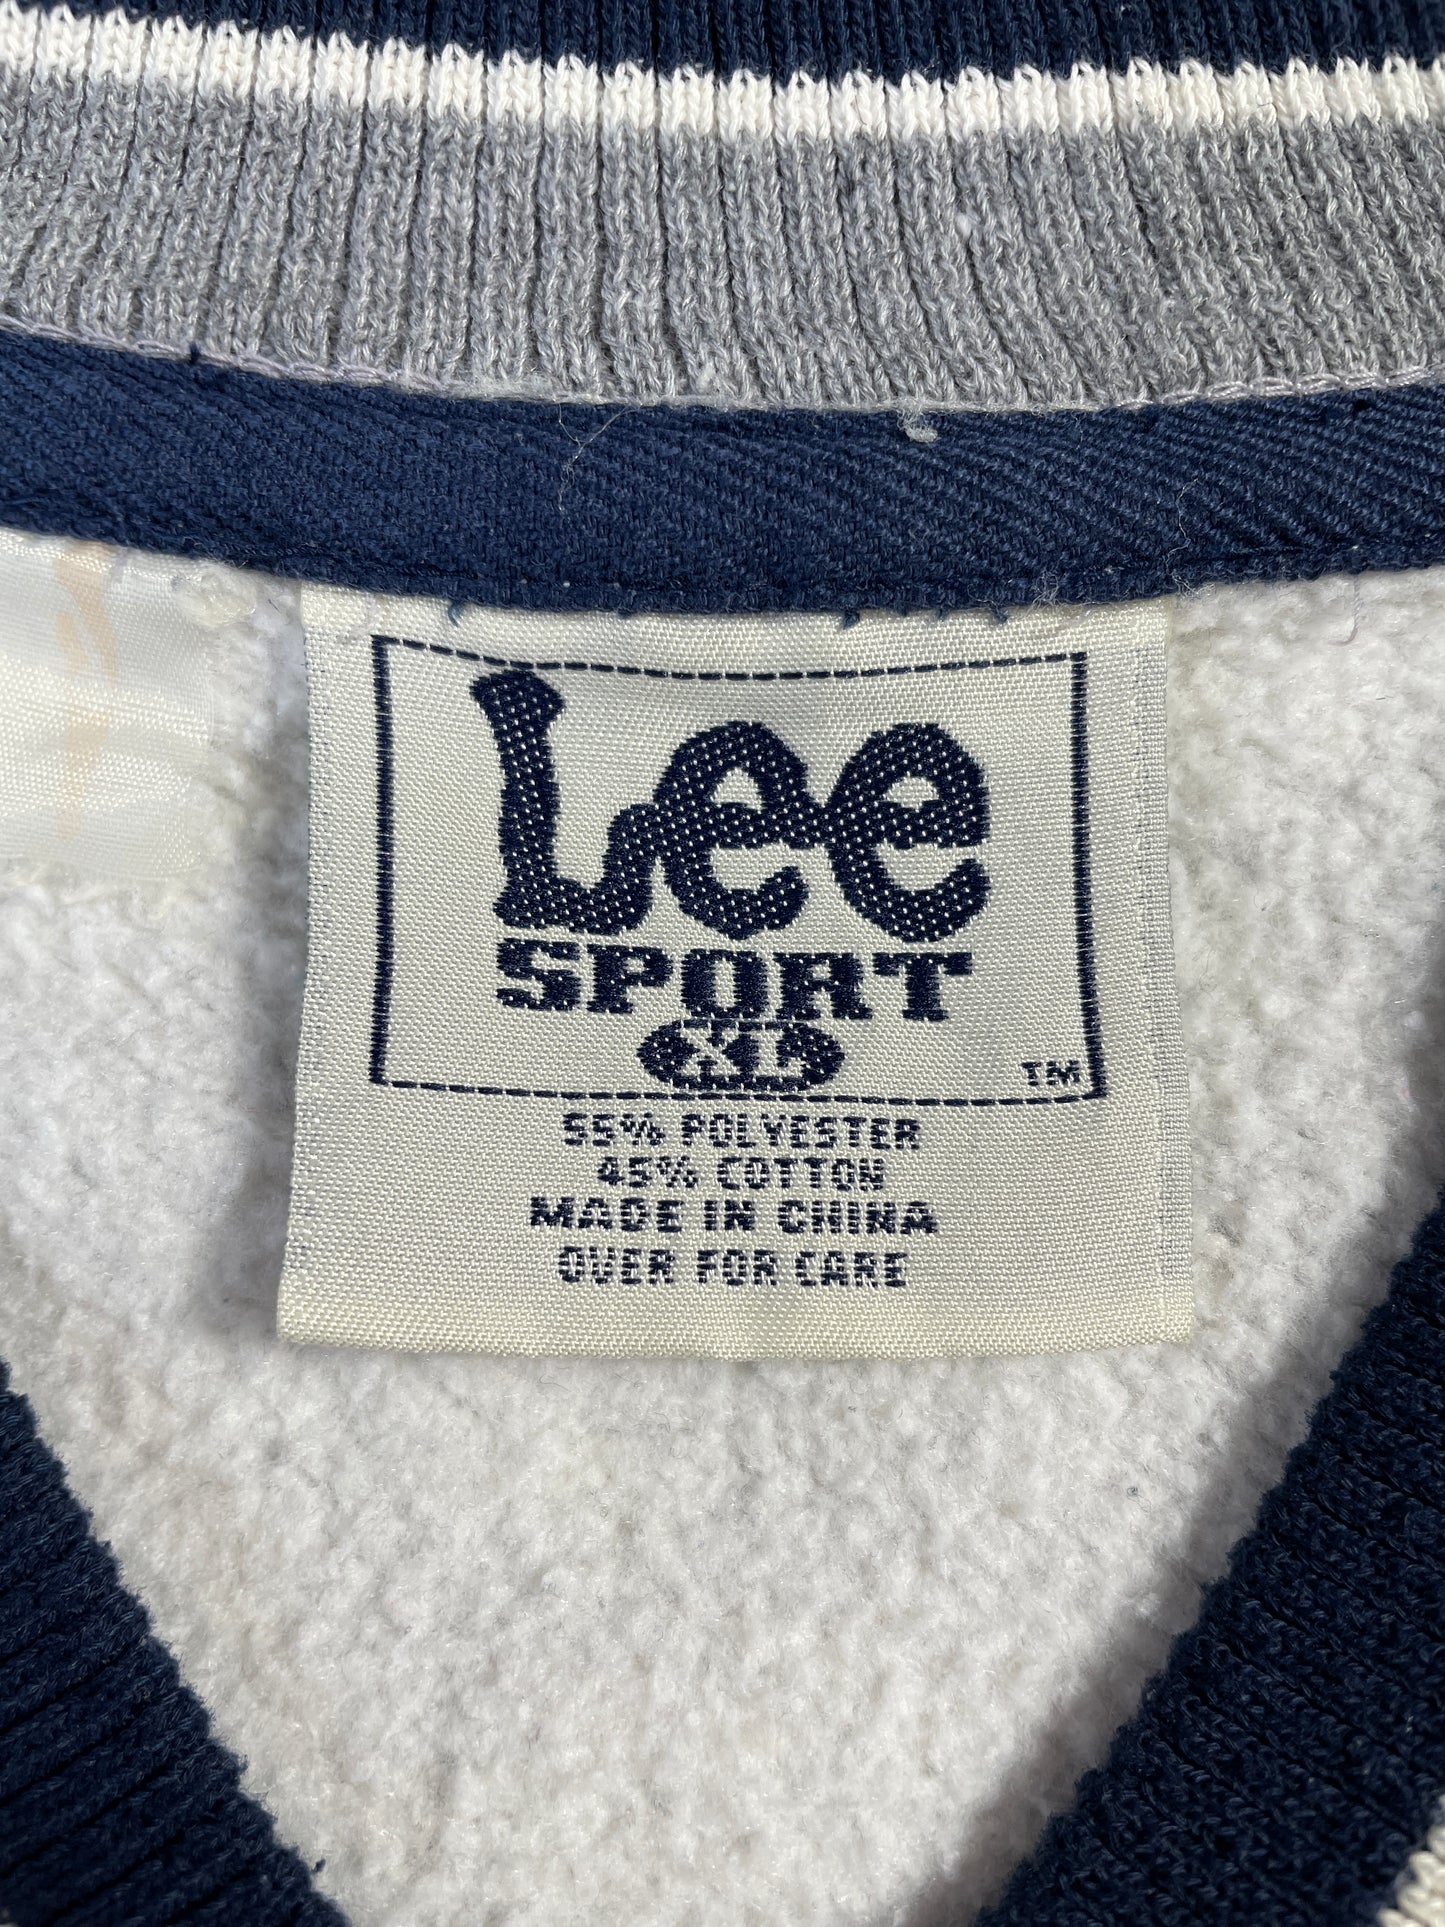 Lee
SPORT
XL
TM
55% POLYESTER
45% COTTON
MADE IN CHINA
OVER FOR CARE